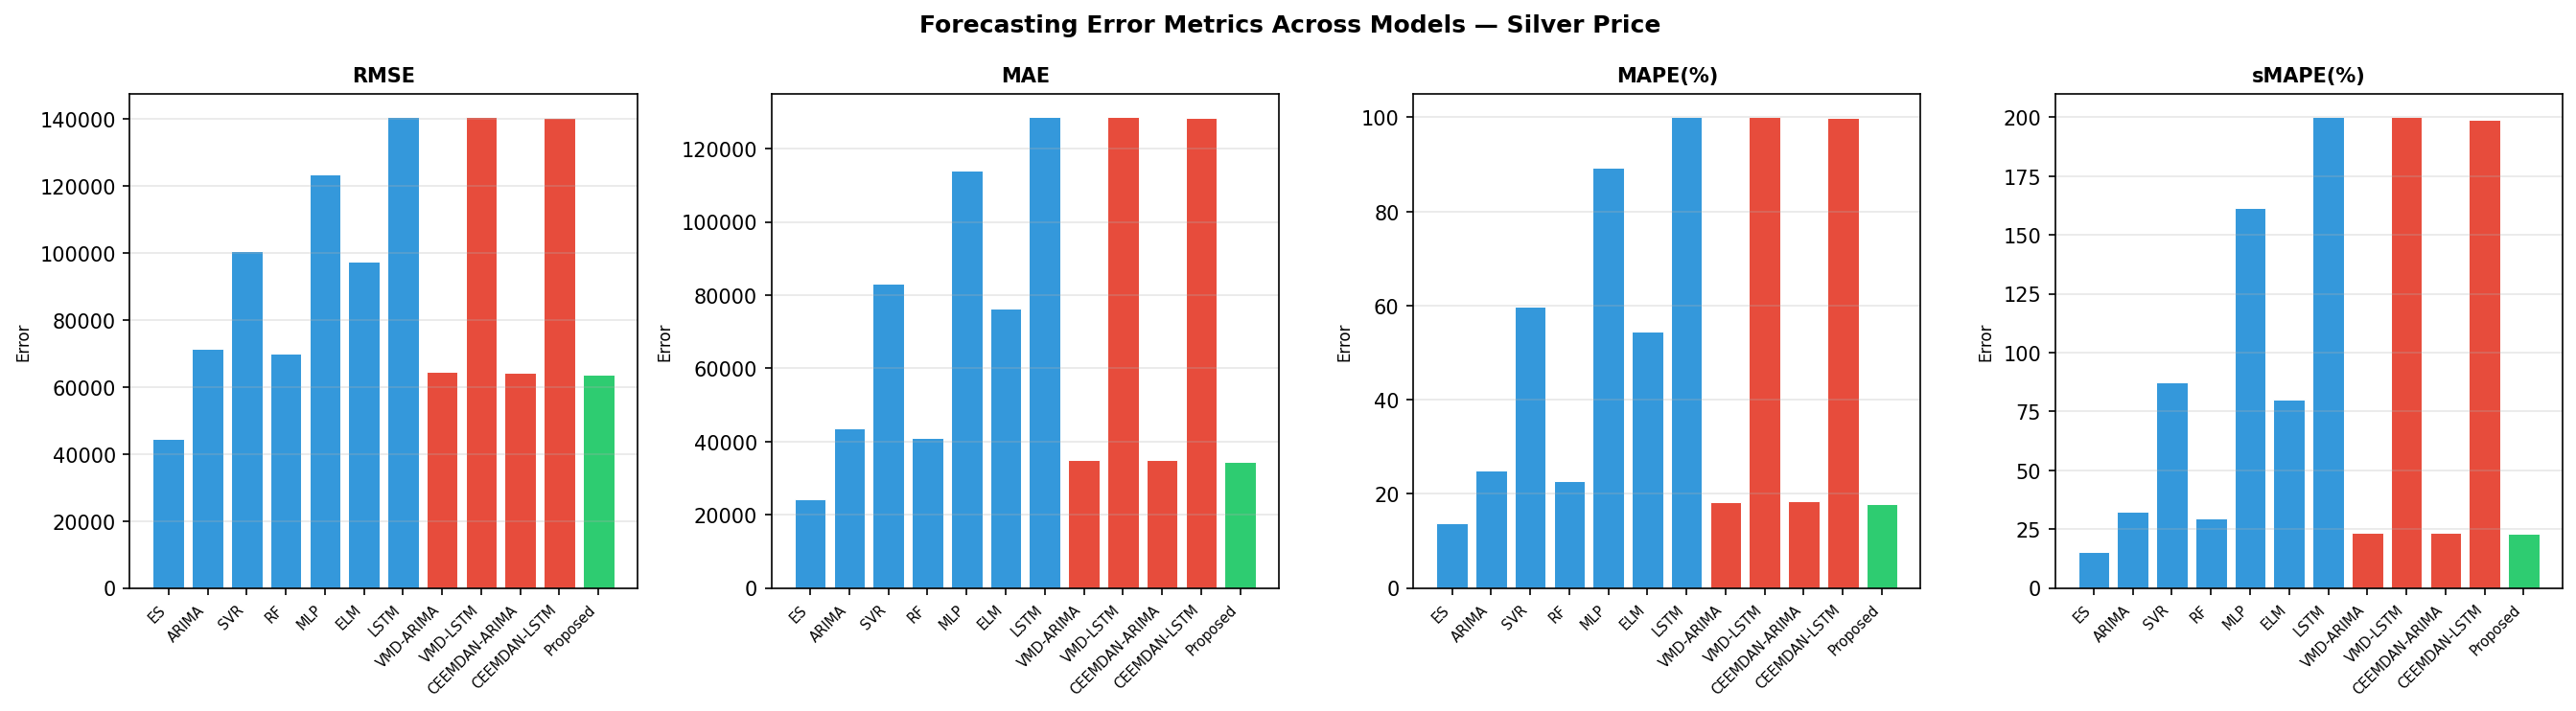 Forecasting Error Metrics Across Models — Silver Price
RMSE
Error
140000
120000
100000
80000
60000
40000
20000
0
ES
ARIMA
SVR
RF
MLP
ELM
LSTM
VMD-ARIMA
VMD-LSTM
CEEMDAN-ARIMA
CEEMDAN-LSTM
Proposed
MAE
Error
120000
100000
80000
60000
40000
20000
0
ES
ARIMA
SVR
RF
MLP
ELM
LSTM
VMD-ARIMA
VMD-LSTM
CEEMDAN-ARIMA
CEEMDAN-LSTM
Proposed
MAPE(%)
Error
100
80
60
40
20
0
ES
ARIMA
SVR
RF
MLP
ELM
LSTM
VMD-ARIMA
VMD-LSTM
CEEMDAN-ARIMA
CEEMDAN-LSTM
Proposed
sMAPE(%)
Error
200
175
150
125
100
75
50
25
0
ES
ARIMA
SVR
RF
MLP
ELM
LSTM
VMD-ARIMA
VMD-LSTM
CEEMDAN-ARIMA
CEEMDAN-LSTM
Proposed